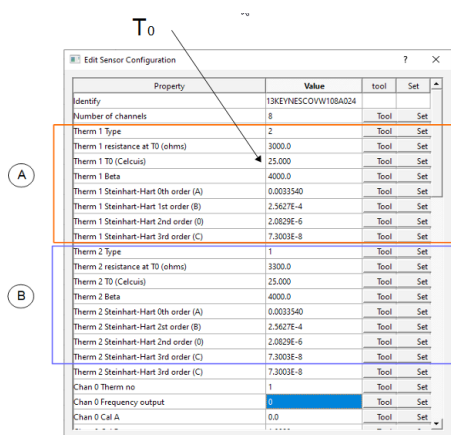 T0
Edit Sensor Configuration ? ×
Property Value tool Set
Identify 13KEYNESCOVW108A024
Number of channels 8 Tool Set
Therm 1 Type 2 Tool Set
Therm 1 resistance at T0 (ohms) 3000.0 Tool Set
Therm 1 T0 (Celcuis) 25.000 Tool Set
A
Therm 1 Beta 4000.0 Tool Set
Therm 1 Steinhart-Hart 0th order (A) 0.0033540 Tool Set
Therm 1 Steinhart-Hart 1st order (B) 2.5627E-4 Tool Set
Therm 1 Steinhart-Hart 2nd order (0) 2.0829E-6 Tool Set
Therm 1 Steinhart-Hart 3rd order (C) 7.3003E-8 Tool Set
Therm 2 Type 1 Tool Set
Therm 2 resistance at T0 (ohms) 3300.0 Tool Set
Therm 2 T0 (Celcuis) 25.000 Tool Set
B
Therm 2 Beta 4000.0 Tool Set
Therm 2 Steinhart-Hart 0th order (A) 0.0033540 Tool Set
Therm 2 Steinhart-Hart 2st order (B) 2.5627E-4 Tool Set
Therm 2 Steinhart-Hart 2nd order (0) 2.0829E-6 Tool Set
Therm 2 Steinhart-Hart 3rd order (C) 7.3003E-8 Tool Set
Therm 2 Steinhart-Hart 3rd order (C) 7.3003E-8 Tool Set
Chan 0 Therm no 1 Tool Set
Chan 0 Frequency output 0 Tool Set
Chan 0 Cal A 0.0 Tool Set